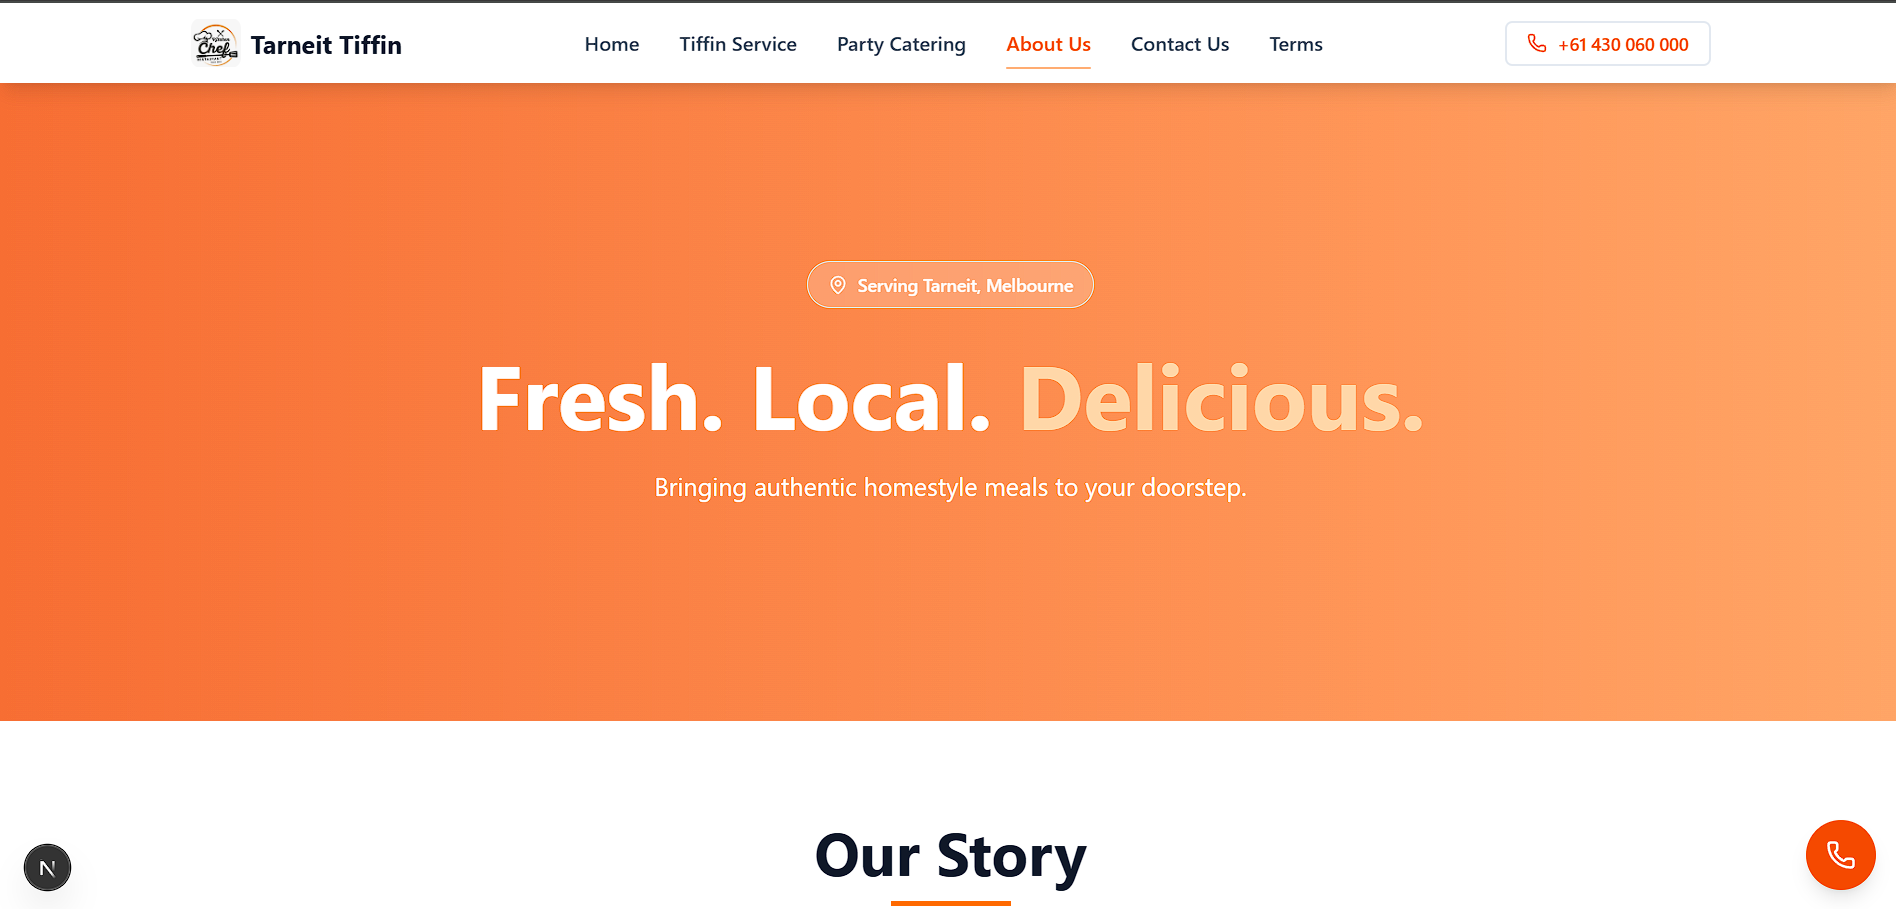 Chef
Tarneit Tiffin
Home
Tiffin Service
Party Catering
About Us
Contact Us
Terms
+61 430 060 000
Serving Tarneit, Melbourne
Fresh. Local. Delicious.
Bringing authentic homestyle meals to your doorstep.
Our Story
N